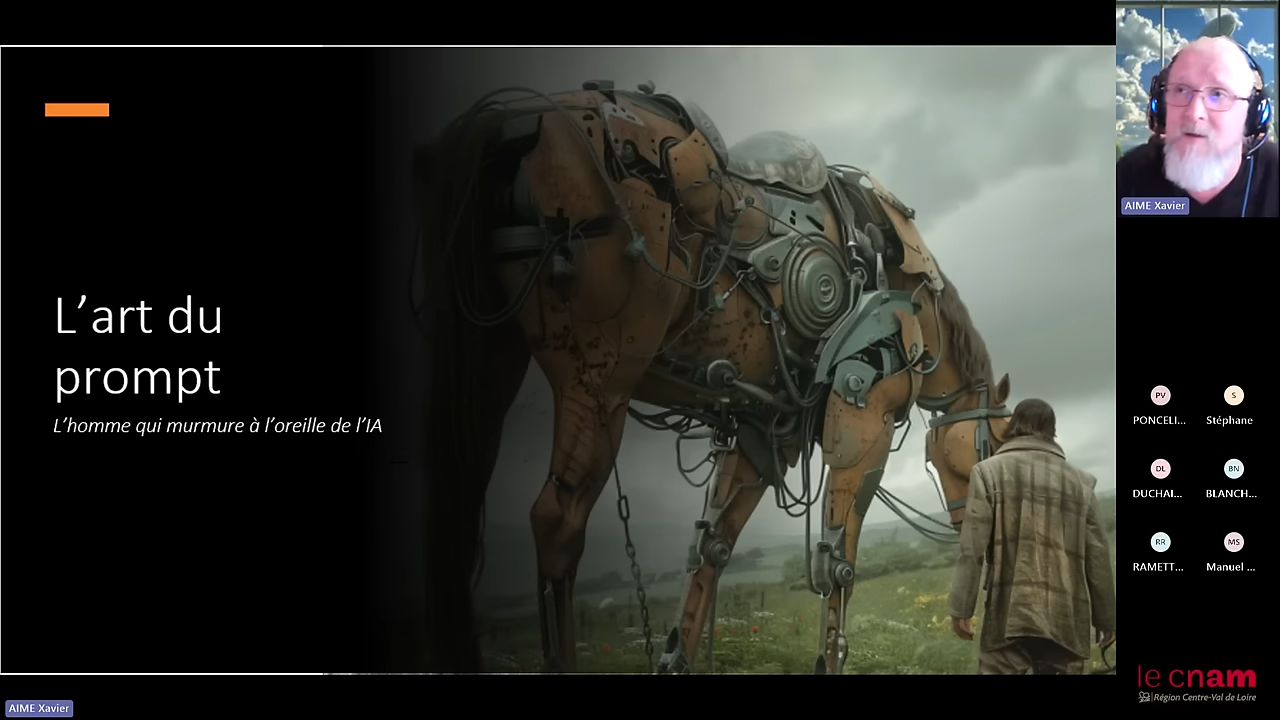 L'art du
prompt
L'homme qui murmure à l'oreille de l'IA
AIME Xavier
AIME Xavier
PV
S
PONCELI...
Stéphane
DL
BN
DUCHAI...
BLANCH...
RR
MS
RAMETT...
Manuel ...
le cnam
Région Centre-Val de Loire